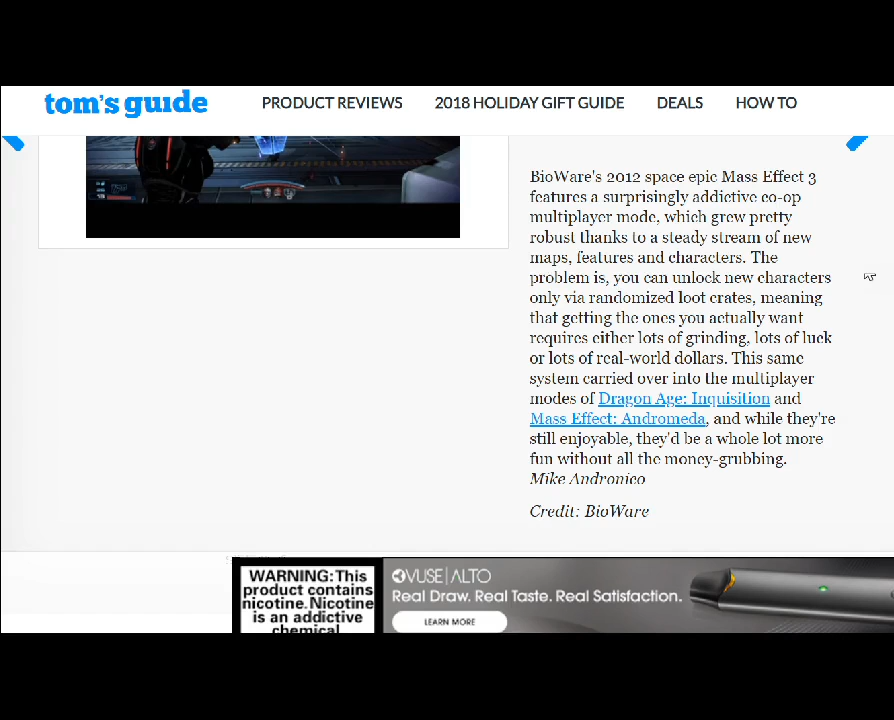 tom's guide
PRODUCT REVIEWS 2018 HOLIDAY GIFT GUIDE DEALS HOW TO
BioWare's 2012 space epic Mass Effect 3
features a surprisingly addictive co-op
multiplayer mode, which grew pretty
robust thanks to a steady stream of new
maps, features and characters. The
problem is, you can unlock new characters
only via randomized loot crates, meaning
that getting the ones you actually want
requires either lots of grinding, lots of luck
or lots of real-world dollars. This same
system carried over into the multiplayer
modes of Dragon Age: Inquisition and
Mass Effect: Andromeda, and while they're
still enjoyable, they'd be a whole lot more
fun without all the money-grubbing.
Mike Andronico
Credit: BioWare
WARNING: This
product contains
nicotine. Nicotine
is an addictive
chemical
VUSE | ALTO
Real Draw. Real Taste. Real Satisfaction.
LEARN MORE